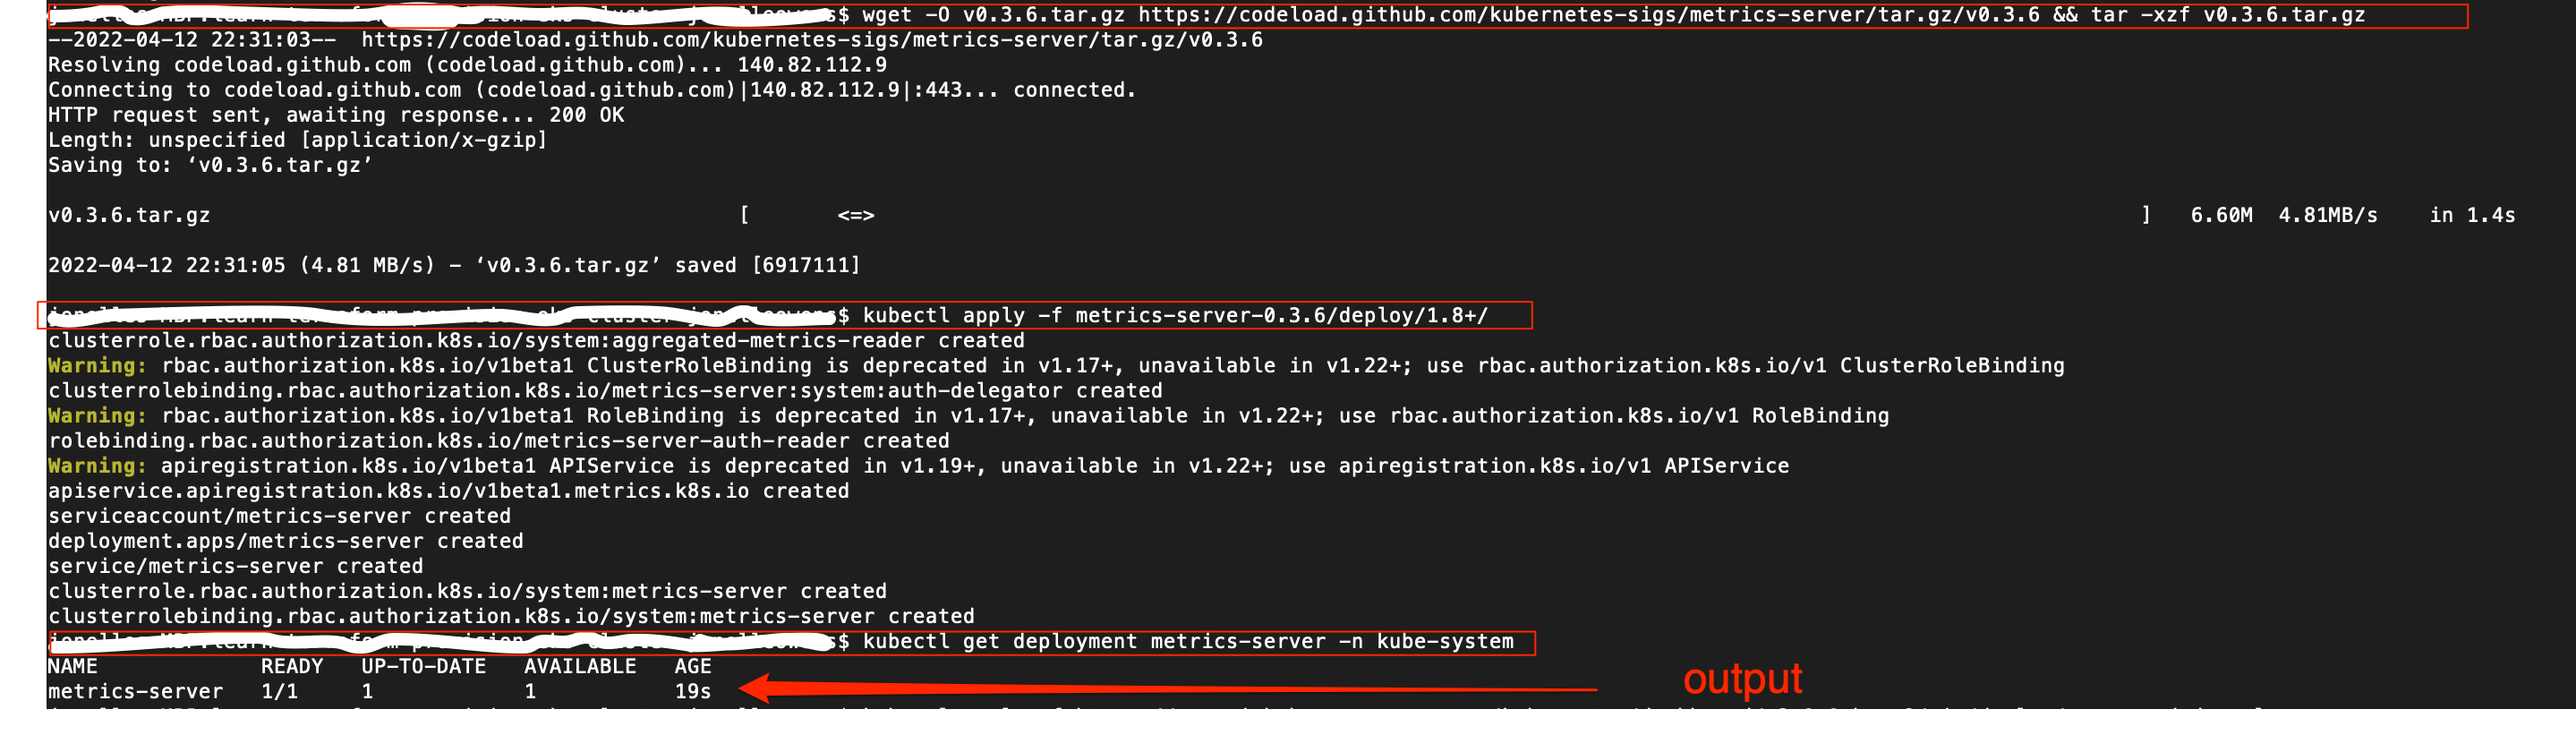 $ wget -O v0.3.6.tar.gz https://codeload.github.com/kubernetes-sigs/metrics-server/tar.gz/v0.3.6 && tar -xzf v0.3.6.tar.gz
--2022-04-12 22:31:03--  https://codeload.github.com/kubernetes-sigs/metrics-server/tar.gz/v0.3.6
Resolving codeload.github.com (codeload.github.com)... 140.82.112.9
Connecting to codeload.github.com (codeload.github.com)|140.82.112.9|:443... connected.
HTTP request sent, awaiting response... 200 OK
Length: unspecified [application/x-gzip]
Saving to: ‘v0.3.6.tar.gz’
v0.3.6.tar.gz [ <=> ] 6.60M 4.81MB/s in 1.4s
2022-04-12 22:31:05 (4.81 MB/s) - ‘v0.3.6.tar.gz’ saved [6917111]
$ kubectl apply -f metrics-server-0.3.6/deploy/1.8+/
clusterrole.rbac.authorization.k8s.io/system:aggregated-metrics-reader created
Warning: rbac.authorization.k8s.io/v1beta1 ClusterRoleBinding is deprecated in v1.17+, unavailable in v1.22+; use rbac.authorization.k8s.io/v1 ClusterRoleBinding
clusterrolebinding.rbac.authorization.k8s.io/metrics-server:system:auth-delegator created
Warning: rbac.authorization.k8s.io/v1beta1 RoleBinding is deprecated in v1.17+, unavailable in v1.22+; use rbac.authorization.k8s.io/v1 RoleBinding
rolebinding.rbac.authorization.k8s.io/metrics-server-auth-reader created
Warning: apiregistration.k8s.io/v1beta1 APIService is deprecated in v1.19+, unavailable in v1.22+; use apiregistration.k8s.io/v1 APIService
apiservice.apiregistration.k8s.io/v1beta1.metrics.k8s.io created
serviceaccount/metrics-server created
deployment.apps/metrics-server created
service/metrics-server created
clusterrole.rbac.authorization.k8s.io/system:metrics-server created
clusterrolebinding.rbac.authorization.k8s.io/system:metrics-server created
$ kubectl get deployment metrics-server -n kube-system
NAME READY UP-TO-DATE AVAILABLE AGE
metrics-server 1/1 1 1 19s
output